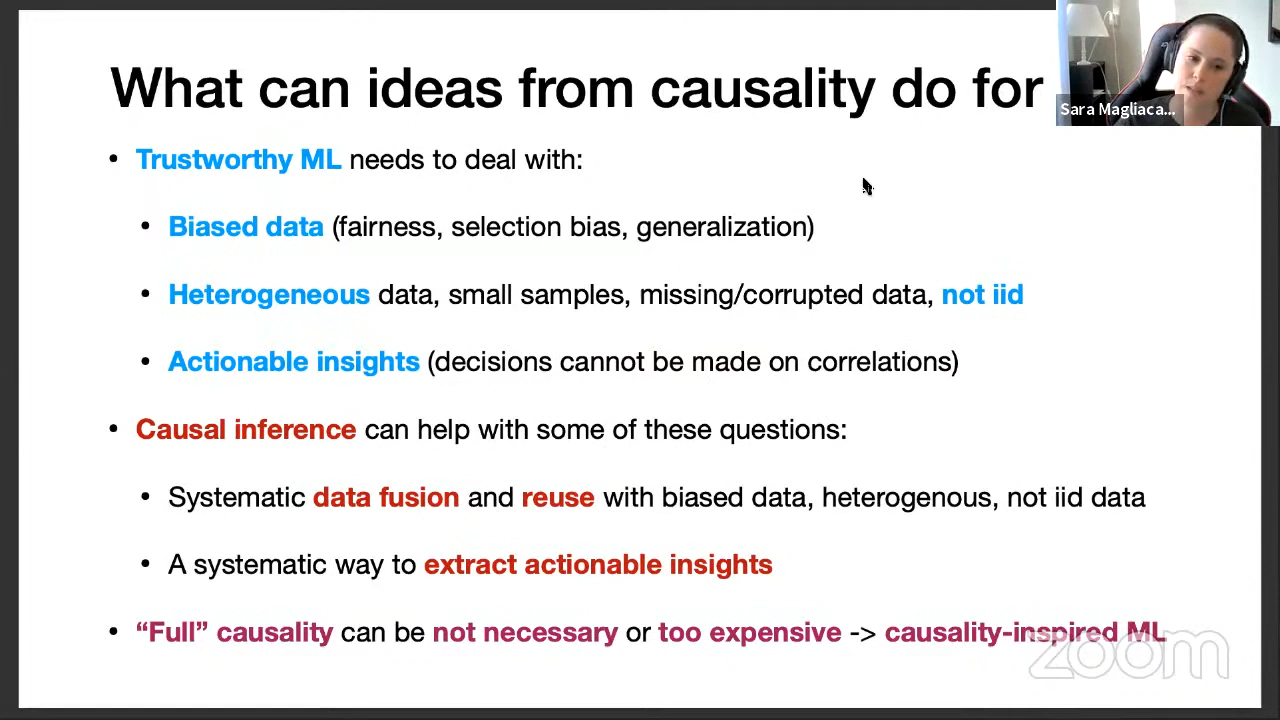 What can ideas from causality do for
Sara Magliaca...
• Trustworthy ML needs to deal with:
• Biased data (fairness, selection bias, generalization)
• Heterogeneous data, small samples, missing/corrupted data, not iid
• Actionable insights (decisions cannot be made on correlations)
• Causal inference can help with some of these questions:
• Systematic data fusion and reuse with biased data, heterogenous, not iid data
• A systematic way to extract actionable insights
• “Full” causality can be not necessary or too expensive -> causality-inspired ML
zoom